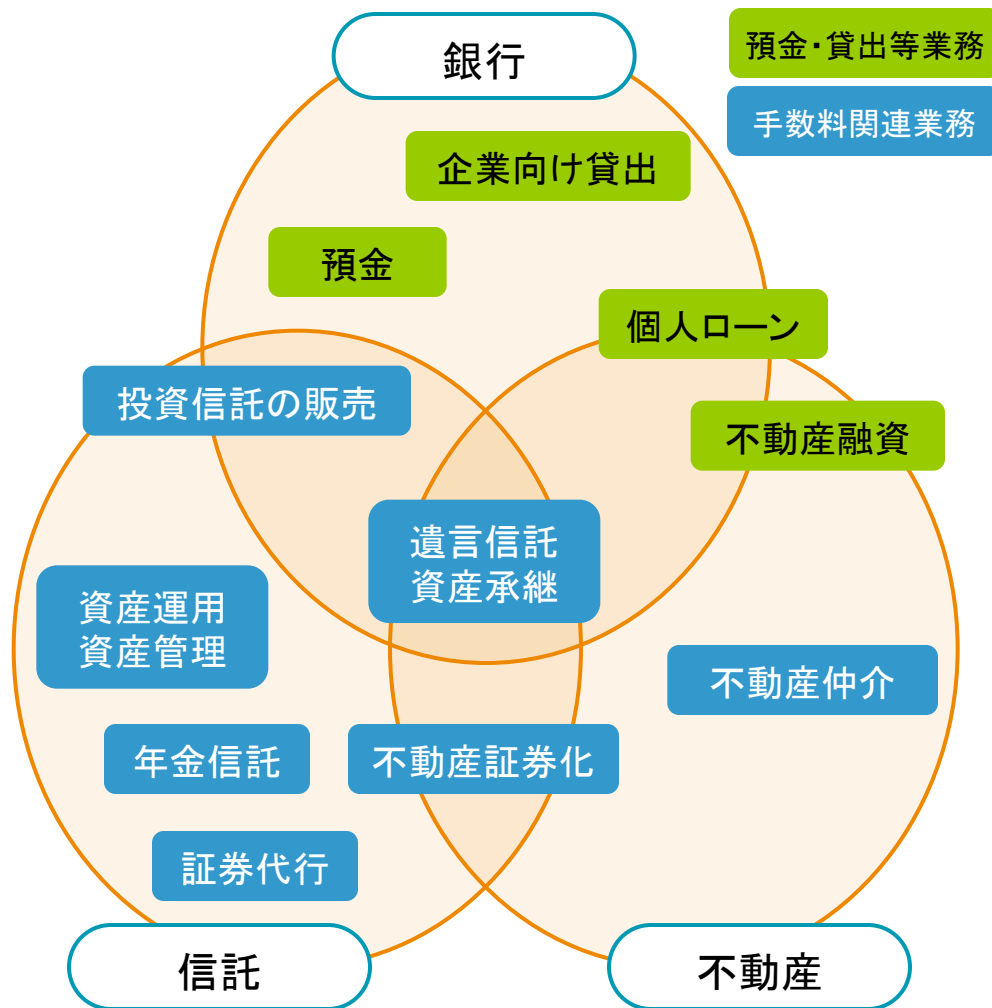 銀行
預金・貸出等業務
手数料関連業務
企業向け貸出
預金
個人ローン
投資信託の販売
不動産融資
遺言信託
資産承継
資産運用
資産管理
不動産仲介
年金信託
不動産証券化
証券代行
信託
不動産